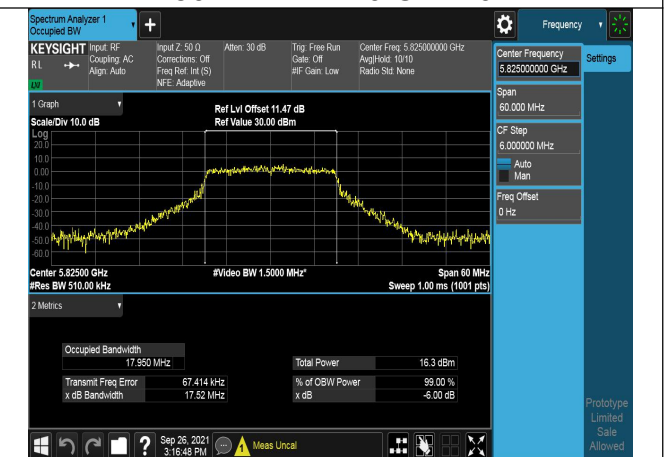 Spectrum Analyzer 1
Occupied BW
+
Frequency
KEYSIGHT Input: RF Input Z: 50 Ω Atten: 30 dB Trig: Free Run Center Freq: 5.825000000 GHz
RL Coupling: AC Corrections: Off Gate: Off Avg|Hold: 10/10
Align: Auto Freq Ref: Int (S) #IF Gain: Low Radio Std: None
NFE: Adaptive
Center Frequency
5.825000000 GHz
Settings
Span
60.000 MHz
CF Step
6.000000 MHz
Auto
Man
Freq Offset
0 Hz
1 Graph
Ref Lvl Offset 11.47 dB
Scale/Div 10.0 dB Ref Value 30.00 dBm
Log
20.0
10.0
0.00
-10.0
-20.0
-30.0
-40.0
-50.0
-60.0
Center 5.82500 GHz #Video BW 1.5000 MHz* Span 60 MHz
#Res BW 510.00 kHz Sweep 1.00 ms (1001 pts)
2 Metrics
Occupied Bandwidth
17.950 MHz Total Power 16.3 dBm
Transmit Freq Error 67.414 kHz % of OBW Power 99.00 %
x dB Bandwidth 17.52 MHz x dB -6.00 dB
Prototype
Limited
Sale
Allowed
? Sep 26, 2021
3:16:48 PM
Meas Uncal